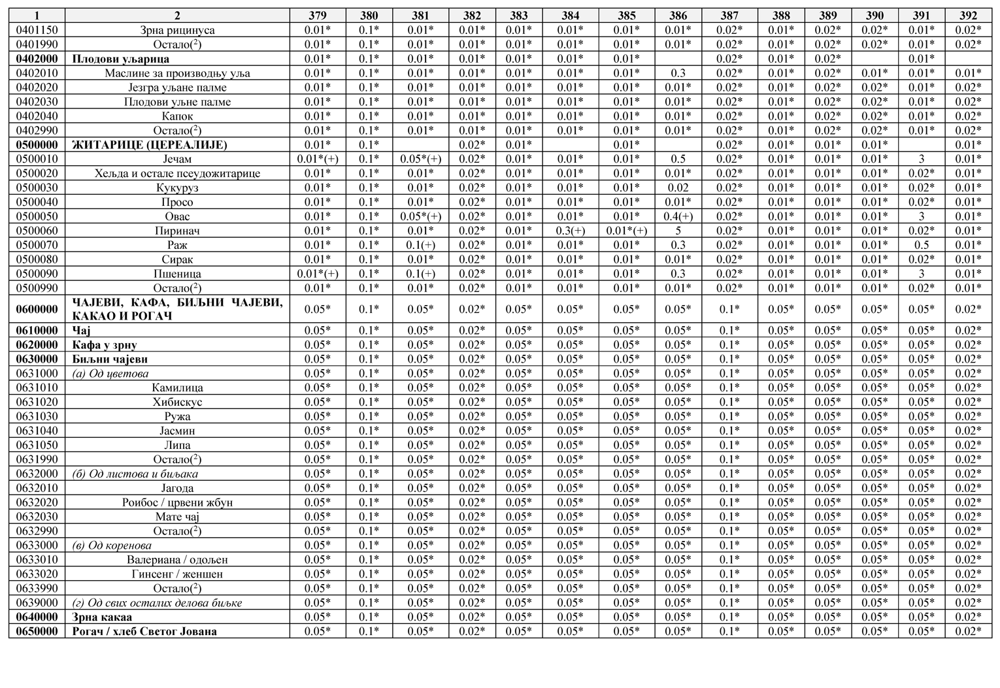 1 2 379 380 381 382 383 384 385 386 387 388 389 390 391 392
0401150 Зрна рицинуса 0.01* 0.1* 0.01* 0.01* 0.01* 0.01* 0.01* 0.01* 0.02* 0.01* 0.02* 0.02* 0.01* 0.02*
0401990 Остало(2) 0.01* 0.1* 0.01* 0.01* 0.01* 0.01* 0.01* 0.01* 0.02* 0.01* 0.02* 0.02* 0.01* 0.02*
0402000 Плодови уљарица 0.01* 0.1* 0.01* 0.01* 0.01* 0.01* 0.01* 0.02* 0.01* 0.02* 0.01*
0402010 Маслине за производњу уља 0.01* 0.1* 0.01* 0.01* 0.01* 0.01* 0.01* 0.3 0.02* 0.01* 0.02* 0.01* 0.01* 0.01*
0402020 Језгра уљане палме 0.01* 0.1* 0.01* 0.01* 0.01* 0.01* 0.01* 0.01* 0.02* 0.01* 0.02* 0.02* 0.01* 0.02*
0402030 Плодови уљне палме 0.01* 0.1* 0.01* 0.01* 0.01* 0.01* 0.01* 0.01* 0.02* 0.01* 0.02* 0.02* 0.01* 0.02*
0402040 Капок 0.01* 0.1* 0.01* 0.01* 0.01* 0.01* 0.01* 0.01* 0.02* 0.01* 0.02* 0.02* 0.01* 0.02*
0402990 Остало(2) 0.01* 0.1* 0.01* 0.01* 0.01* 0.01* 0.01* 0.01* 0.02* 0.01* 0.02* 0.02* 0.01* 0.02*
0500000 ЖИТАРИЦЕ (ЦЕРЕАЛИЈЕ) 0.01* 0.1* 0.02* 0.01* 0.01* 0.02* 0.01* 0.01* 0.01* 0.01*
0500010 Јечам 0.01*(+) 0.1* 0.05*(+) 0.02* 0.01* 0.01* 0.01* 0.5 0.02* 0.01* 0.01* 0.01* 3 0.01*
0500020 Хељда и остале псеудожитарице 0.01* 0.1* 0.01* 0.02* 0.01* 0.01* 0.01* 0.01* 0.02* 0.01* 0.01* 0.01* 0.02* 0.01*
0500030 Кукуруз 0.01* 0.1* 0.01* 0.02* 0.01* 0.01* 0.01* 0.02 0.02* 0.01* 0.01* 0.01* 0.02* 0.01*
0500040 Просо 0.01* 0.1* 0.01* 0.02* 0.01* 0.01* 0.01* 0.01* 0.02* 0.01* 0.01* 0.01* 0.02* 0.01*
0500050 Овас 0.01* 0.1* 0.05*(+) 0.02* 0.01* 0.01* 0.01* 0.4(+) 0.02* 0.01* 0.01* 0.01* 3 0.01*
0500060 Пиринач 0.01* 0.1* 0.01* 0.02* 0.01* 0.3(+) 0.01*(+) 5 0.02* 0.01* 0.01* 0.01* 0.02* 0.01*
0500070 Раж 0.01* 0.1* 0.1(+) 0.02* 0.01* 0.01* 0.01* 0.3 0.02* 0.01* 0.01* 0.01* 0.5 0.01*
0500080 Сирак 0.01* 0.1* 0.01* 0.02* 0.01* 0.01* 0.01* 0.01* 0.02* 0.01* 0.01* 0.01* 0.02* 0.01*
0500090 Пшеница 0.01*(+) 0.1* 0.1(+) 0.02* 0.01* 0.01* 0.01* 0.3 0.02* 0.01* 0.01* 0.01* 3 0.01*
0500990 Остало(2) 0.01* 0.1* 0.01* 0.02* 0.01* 0.01* 0.01* 0.01* 0.02* 0.01* 0.01* 0.01* 0.02* 0.01*
0600000 ЧАЈЕВИ, КАФА, БИЉНИ ЧАЈЕВИ,
КАКАО И РОГАЧ 0.05* 0.1* 0.05* 0.02* 0.05* 0.05* 0.05* 0.05* 0.1* 0.05* 0.05* 0.05* 0.05* 0.02*
0610000 Чај 0.05* 0.1* 0.05* 0.02* 0.05* 0.05* 0.05* 0.05* 0.1* 0.05* 0.05* 0.05* 0.05* 0.02*
0620000 Кафа у зрну 0.05* 0.1* 0.05* 0.02* 0.05* 0.05* 0.05* 0.05* 0.1* 0.05* 0.05* 0.05* 0.05* 0.02*
0630000 Биљни чајеви 0.05* 0.1* 0.05* 0.02* 0.05* 0.05* 0.05* 0.05* 0.1* 0.05* 0.05* 0.05* 0.05* 0.02*
0631000 (а) Од цветова 0.05* 0.1* 0.05* 0.02* 0.05* 0.05* 0.05* 0.05* 0.1* 0.05* 0.05* 0.05* 0.05* 0.02*
0631010 Камилица 0.05* 0.1* 0.05* 0.02* 0.05* 0.05* 0.05* 0.05* 0.1* 0.05* 0.05* 0.05* 0.05* 0.02*
0631020 Хибискус 0.05* 0.1* 0.05* 0.02* 0.05* 0.05* 0.05* 0.05* 0.1* 0.05* 0.05* 0.05* 0.05* 0.02*
0631030 Ружа 0.05* 0.1* 0.05* 0.02* 0.05* 0.05* 0.05* 0.05* 0.1* 0.05* 0.05* 0.05* 0.05* 0.02*
0631040 Јасмин 0.05* 0.1* 0.05* 0.02* 0.05* 0.05* 0.05* 0.05* 0.1* 0.05* 0.05* 0.05* 0.05* 0.02*
0631050 Липа 0.05* 0.1* 0.05* 0.02* 0.05* 0.05* 0.05* 0.05* 0.1* 0.05* 0.05* 0.05* 0.05* 0.02*
0631990 Остало(2) 0.05* 0.1* 0.05* 0.02* 0.05* 0.05* 0.05* 0.05* 0.1* 0.05* 0.05* 0.05* 0.05* 0.02*
0632000 (б) Од листова и биљака 0.05* 0.1* 0.05* 0.02* 0.05* 0.05* 0.05* 0.05* 0.1* 0.05* 0.05* 0.05* 0.05* 0.02*
0632010 Јагода 0.05* 0.1* 0.05* 0.02* 0.05* 0.05* 0.05* 0.05* 0.1* 0.05* 0.05* 0.05* 0.05* 0.02*
0632020 Роибос / црвени жбун 0.05* 0.1* 0.05* 0.02* 0.05* 0.05* 0.05* 0.05* 0.1* 0.05* 0.05* 0.05* 0.05* 0.02*
0632030 Мате чај 0.05* 0.1* 0.05* 0.02* 0.05* 0.05* 0.05* 0.05* 0.1* 0.05* 0.05* 0.05* 0.05* 0.02*
0632990 Остало(2) 0.05* 0.1* 0.05* 0.02* 0.05* 0.05* 0.05* 0.05* 0.1* 0.05* 0.05* 0.05* 0.05* 0.02*
0633000 (в) Од коренова 0.05* 0.1* 0.05* 0.02* 0.05* 0.05* 0.05* 0.05* 0.1* 0.05* 0.05* 0.05* 0.05* 0.02*
0633010 Валериана / одољен 0.05* 0.1* 0.05* 0.02* 0.05* 0.05* 0.05* 0.05* 0.1* 0.05* 0.05* 0.05* 0.05* 0.02*
0633020 Гинсенг / женшен 0.05* 0.1* 0.05* 0.02* 0.05* 0.05* 0.05* 0.05* 0.1* 0.05* 0.05* 0.05* 0.05* 0.02*
0633990 Остало(2) 0.05* 0.1* 0.05* 0.02* 0.05* 0.05* 0.05* 0.05* 0.1* 0.05* 0.05* 0.05* 0.05* 0.02*
0639000 (г) Од свих осталих делова биљке 0.05* 0.1* 0.05* 0.02* 0.05* 0.05* 0.05* 0.05* 0.1* 0.05* 0.05* 0.05* 0.05* 0.02*
0640000 Зрна какаа 0.05* 0.1* 0.05* 0.02* 0.05* 0.05* 0.05* 0.05* 0.1* 0.05* 0.05* 0.05* 0.05* 0.02*
0650000 Рогач / хлеб Светог Јована 0.05* 0.1* 0.05* 0.02* 0.05* 0.05* 0.05* 0.05* 0.1* 0.05* 0.05* 0.05* 0.05* 0.02*